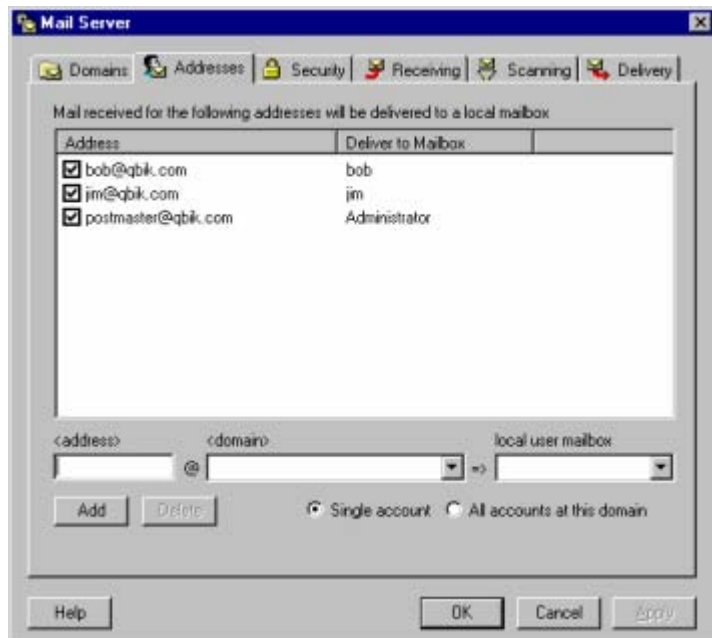 Mail Server
Domains Addresses Security Receiving Scanning Delivery
Mail received for the following addresses will be delivered to a local mailbox
Address Deliver to Mailbox
bob@qbik.com bob
jim@qbik.com jim
postmaster@qbik.com Administrator
<address> <domain> local user mailbox
@ =>
Add Delete Single account All accounts at this domain
Help OK Cancel Apply